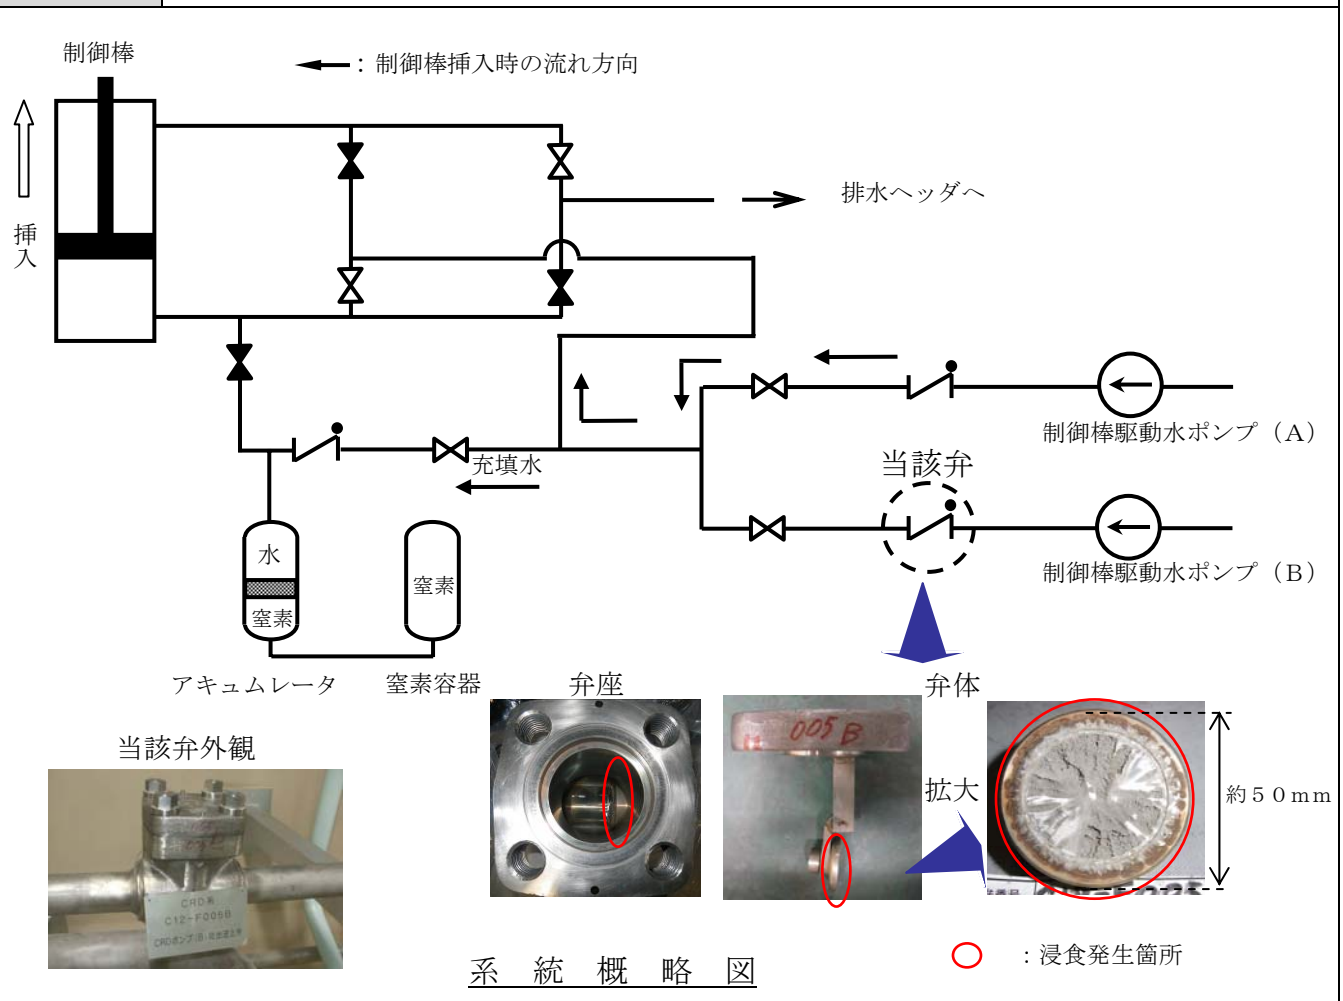 制御棒
：制御棒挿入時の流れ方向
排水ヘッダへ
挿入
制御棒駆動水ポンプ（A）
当該弁
充填水
制御棒駆動水ポンプ（B）
水
窒素
窒素
アキュムレータ
窒素容器
弁座
弁体
005B
当該弁外観
拡大
約５０ｍｍ
CRD系
C12-F005B
：浸食発生箇所
系統概略図